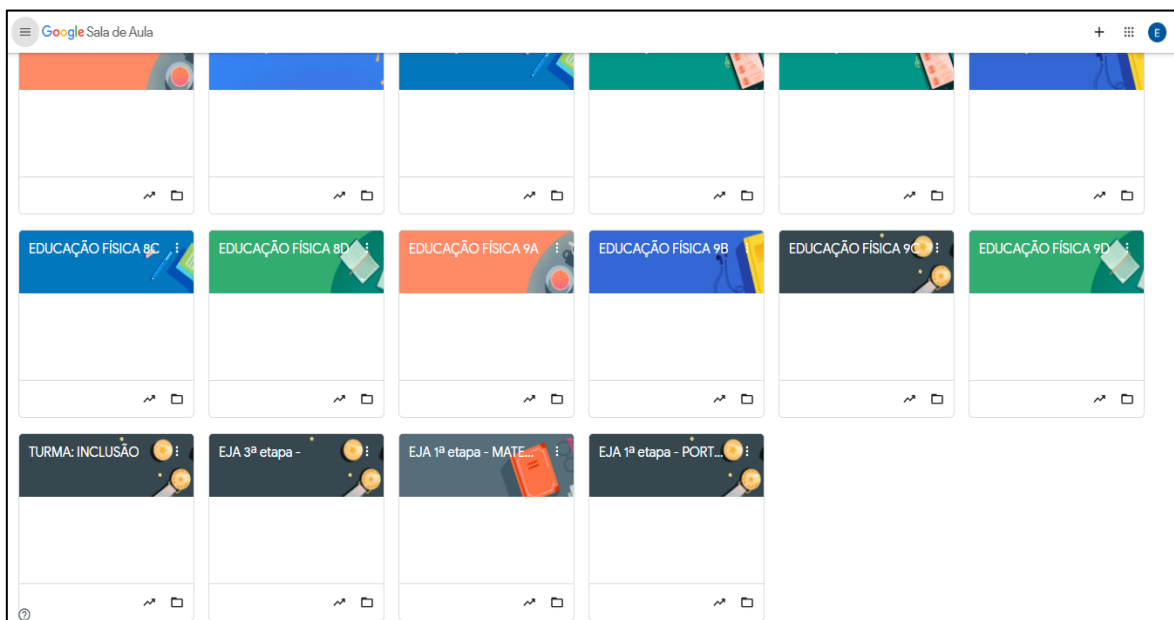 Google Sala de Aula
E
EDUCAÇÃO FÍSICA 8C
EDUCAÇÃO FÍSICA 8D
EDUCAÇÃO FÍSICA 9A
EDUCAÇÃO FÍSICA 9B
EDUCAÇÃO FÍSICA 9C
EDUCAÇÃO FÍSICA 9D
TURMA: INCLUSÃO
EJA 3ª etapa -
EJA 1ª etapa - MATE...
EJA 1ª etapa - PORT...